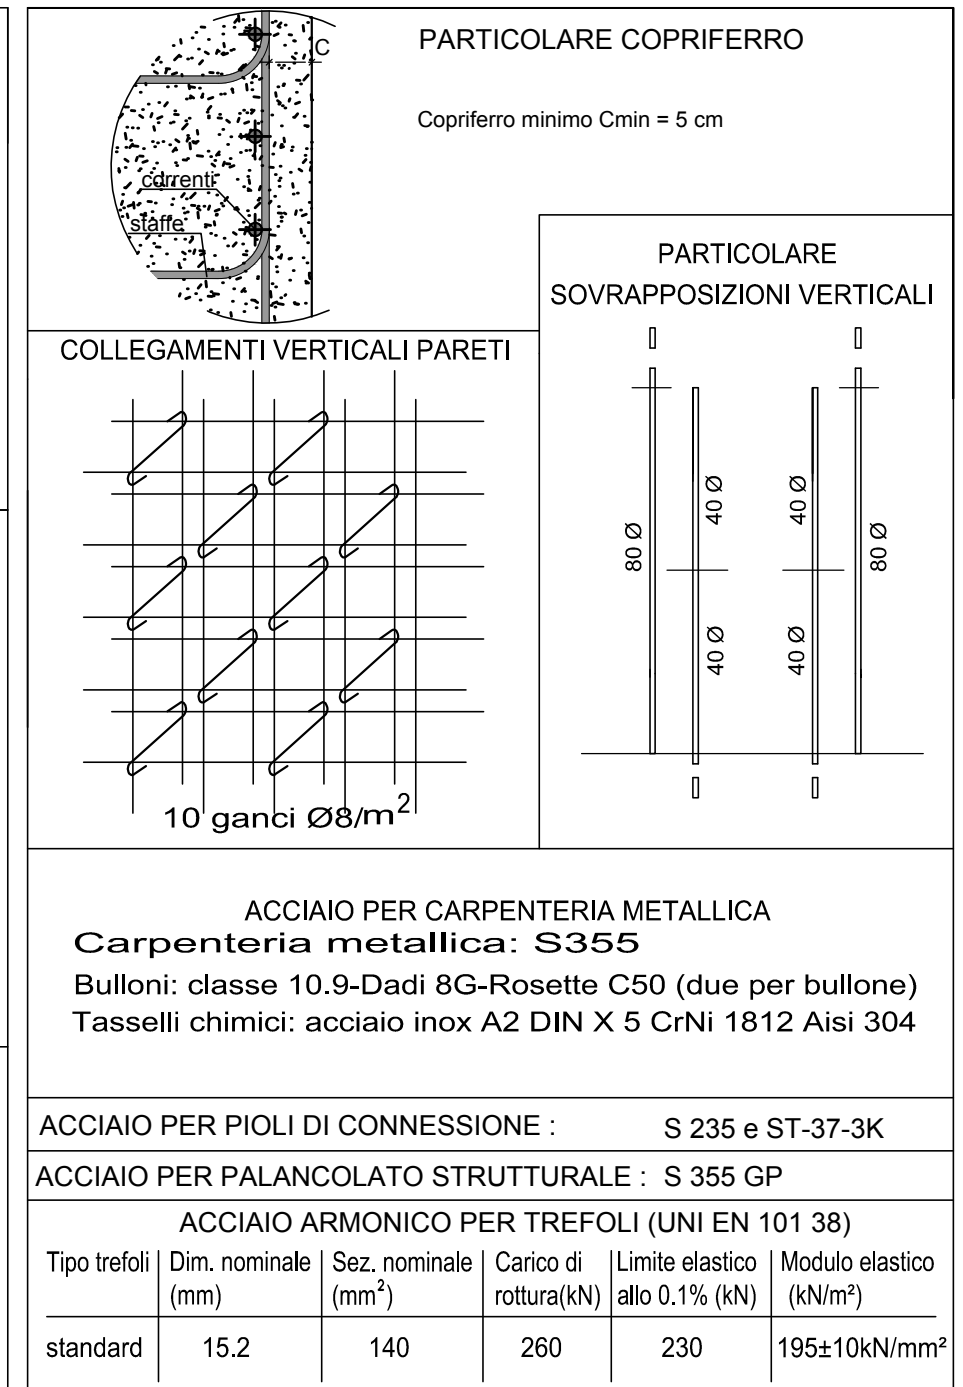 PARTICOLARE COPRIFERRO
C
Copriferro minimo Cmin = 5 cm
correnti
staffe
PARTICOLARE
SOVRAPPOSIZIONI VERTICALI
80 Ø
40 Ø
40 Ø
80 Ø
40 Ø
40 Ø
COLLEGAMENTI VERTICALI PARETI
10 ganci Ø8/m²
ACCIAIO PER CARPENTERIA METALLICA
Carpenteria metallica: S355
Bulloni: classe 10.9-Dadi 8G-Rosette C50 (due per bullone)
Tasselli chimici: acciaio inox A2 DIN X 5 CrNi 1812 Aisi 304
ACCIAIO PER PIOLI DI CONNESSIONE : S 235 e ST-37-3K
ACCIAIO PER PALANCOLATO STRUTTURALE : S 355 GP
ACCIAIO ARMONICO PER TREFOLI (UNI EN 101 38)
Tipo trefoli Dim. nominale Sez. nominale Carico di Limite elastico Modulo elastico
(mm) (mm²) rottura(kN) allo 0.1% (kN) (kN/m²)
standard 15.2 140 260 230 195±10kN/mm²